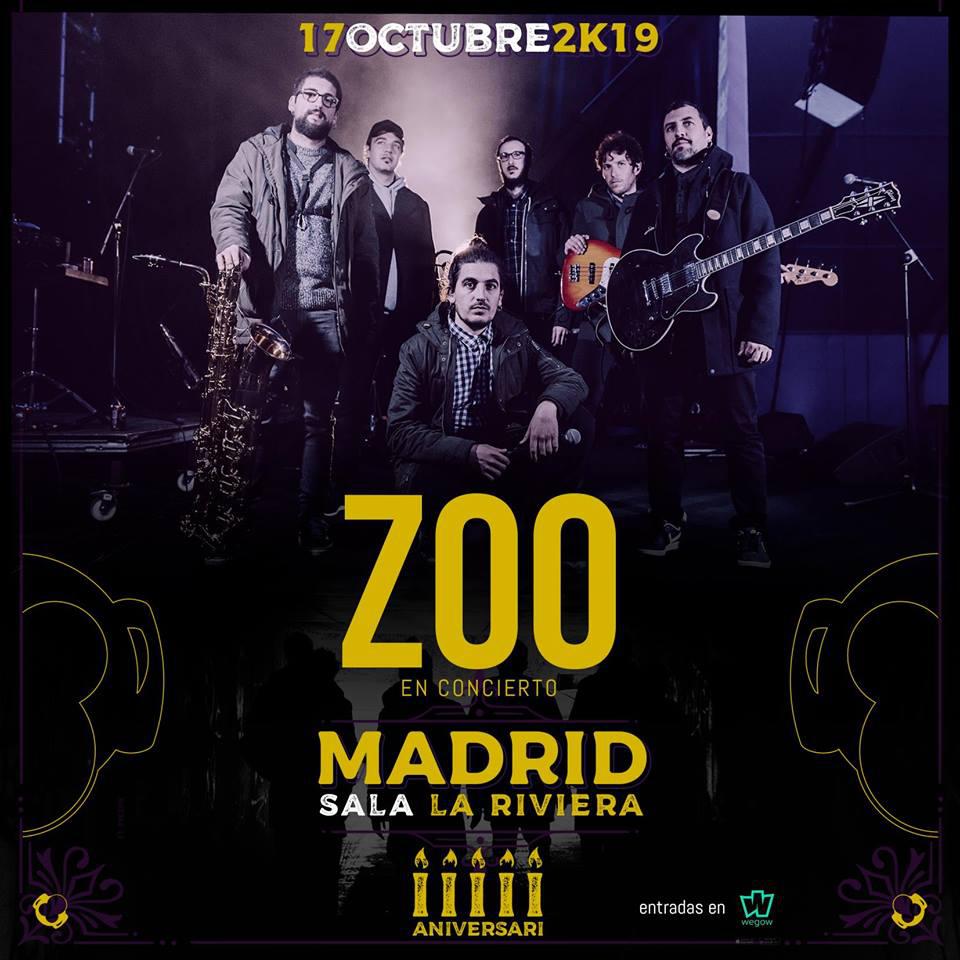 17OCTUBRE2K19
ZOO
EN CONCIERTO
MADRID
SALA LA RIVIERA
ANIVERSARI
entradas en
wegow